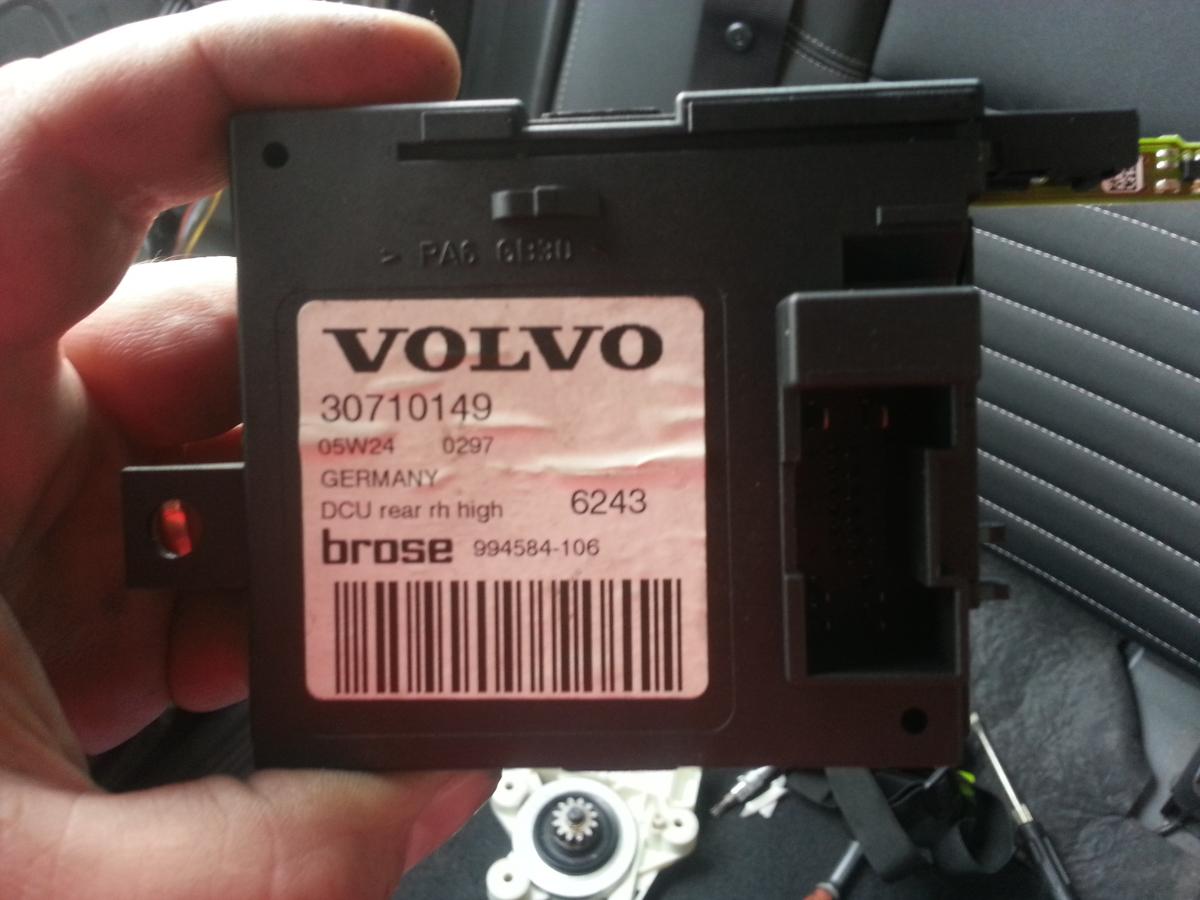 > PA6 GB30 <
VOLVO
30710149
05W24 0297
GERMANY
DCU rear rh high 6243
brose 994584-106